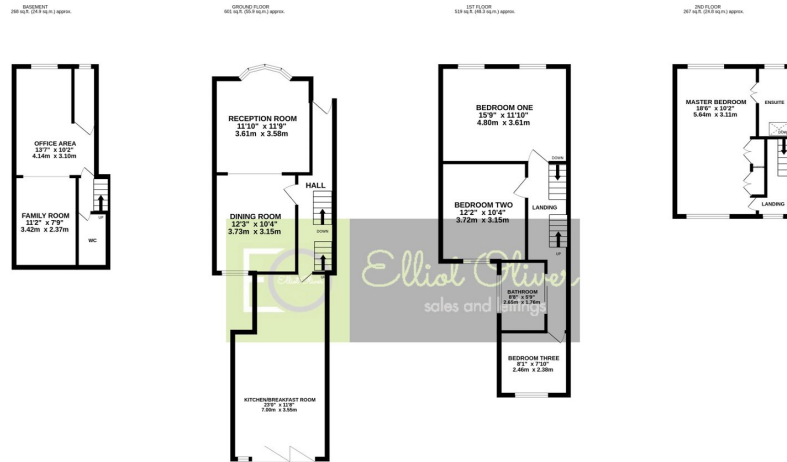 BASEMENT
268 sq.ft. (24.9 sq.m.) approx.
OFFICE AREA
13'7" x 10'2"
4.14m x 3.10m
FAMILY ROOM
11'2" x 7'9"
3.42m x 2.37m
UP
WC
GROUND FLOOR
601 sq.ft. (55.9 sq.m.) approx.
RECEPTION ROOM
11'10" x 11'9"
3.61m x 3.58m
HALL
DINING ROOM
12'3" x 10'4"
3.73m x 3.15m
DOWN
KITCHEN/BREAKFAST ROOM
23'0" x 11'8"
7.00m x 3.55m
1ST FLOOR
519 sq.ft. (48.3 sq.m.) approx.
BEDROOM ONE
15'9" x 11'10"
4.80m x 3.61m
DOWN
BEDROOM TWO
12'2" x 10'4"
3.72m x 3.15m
LANDING
UP
BATHROOM
8'8" x 5'9"
2.65m x 1.76m
BEDROOM THREE
8'1" x 7'10"
2.46m x 2.38m
2ND FLOOR
267 sq.ft. (24.8 sq.m.) approx.
MASTER BEDROOM
18'6" x 10'2"
5.64m x 3.11m
ENSUITE
DOWN
LANDING
Elliot Oliver
sales and lettings